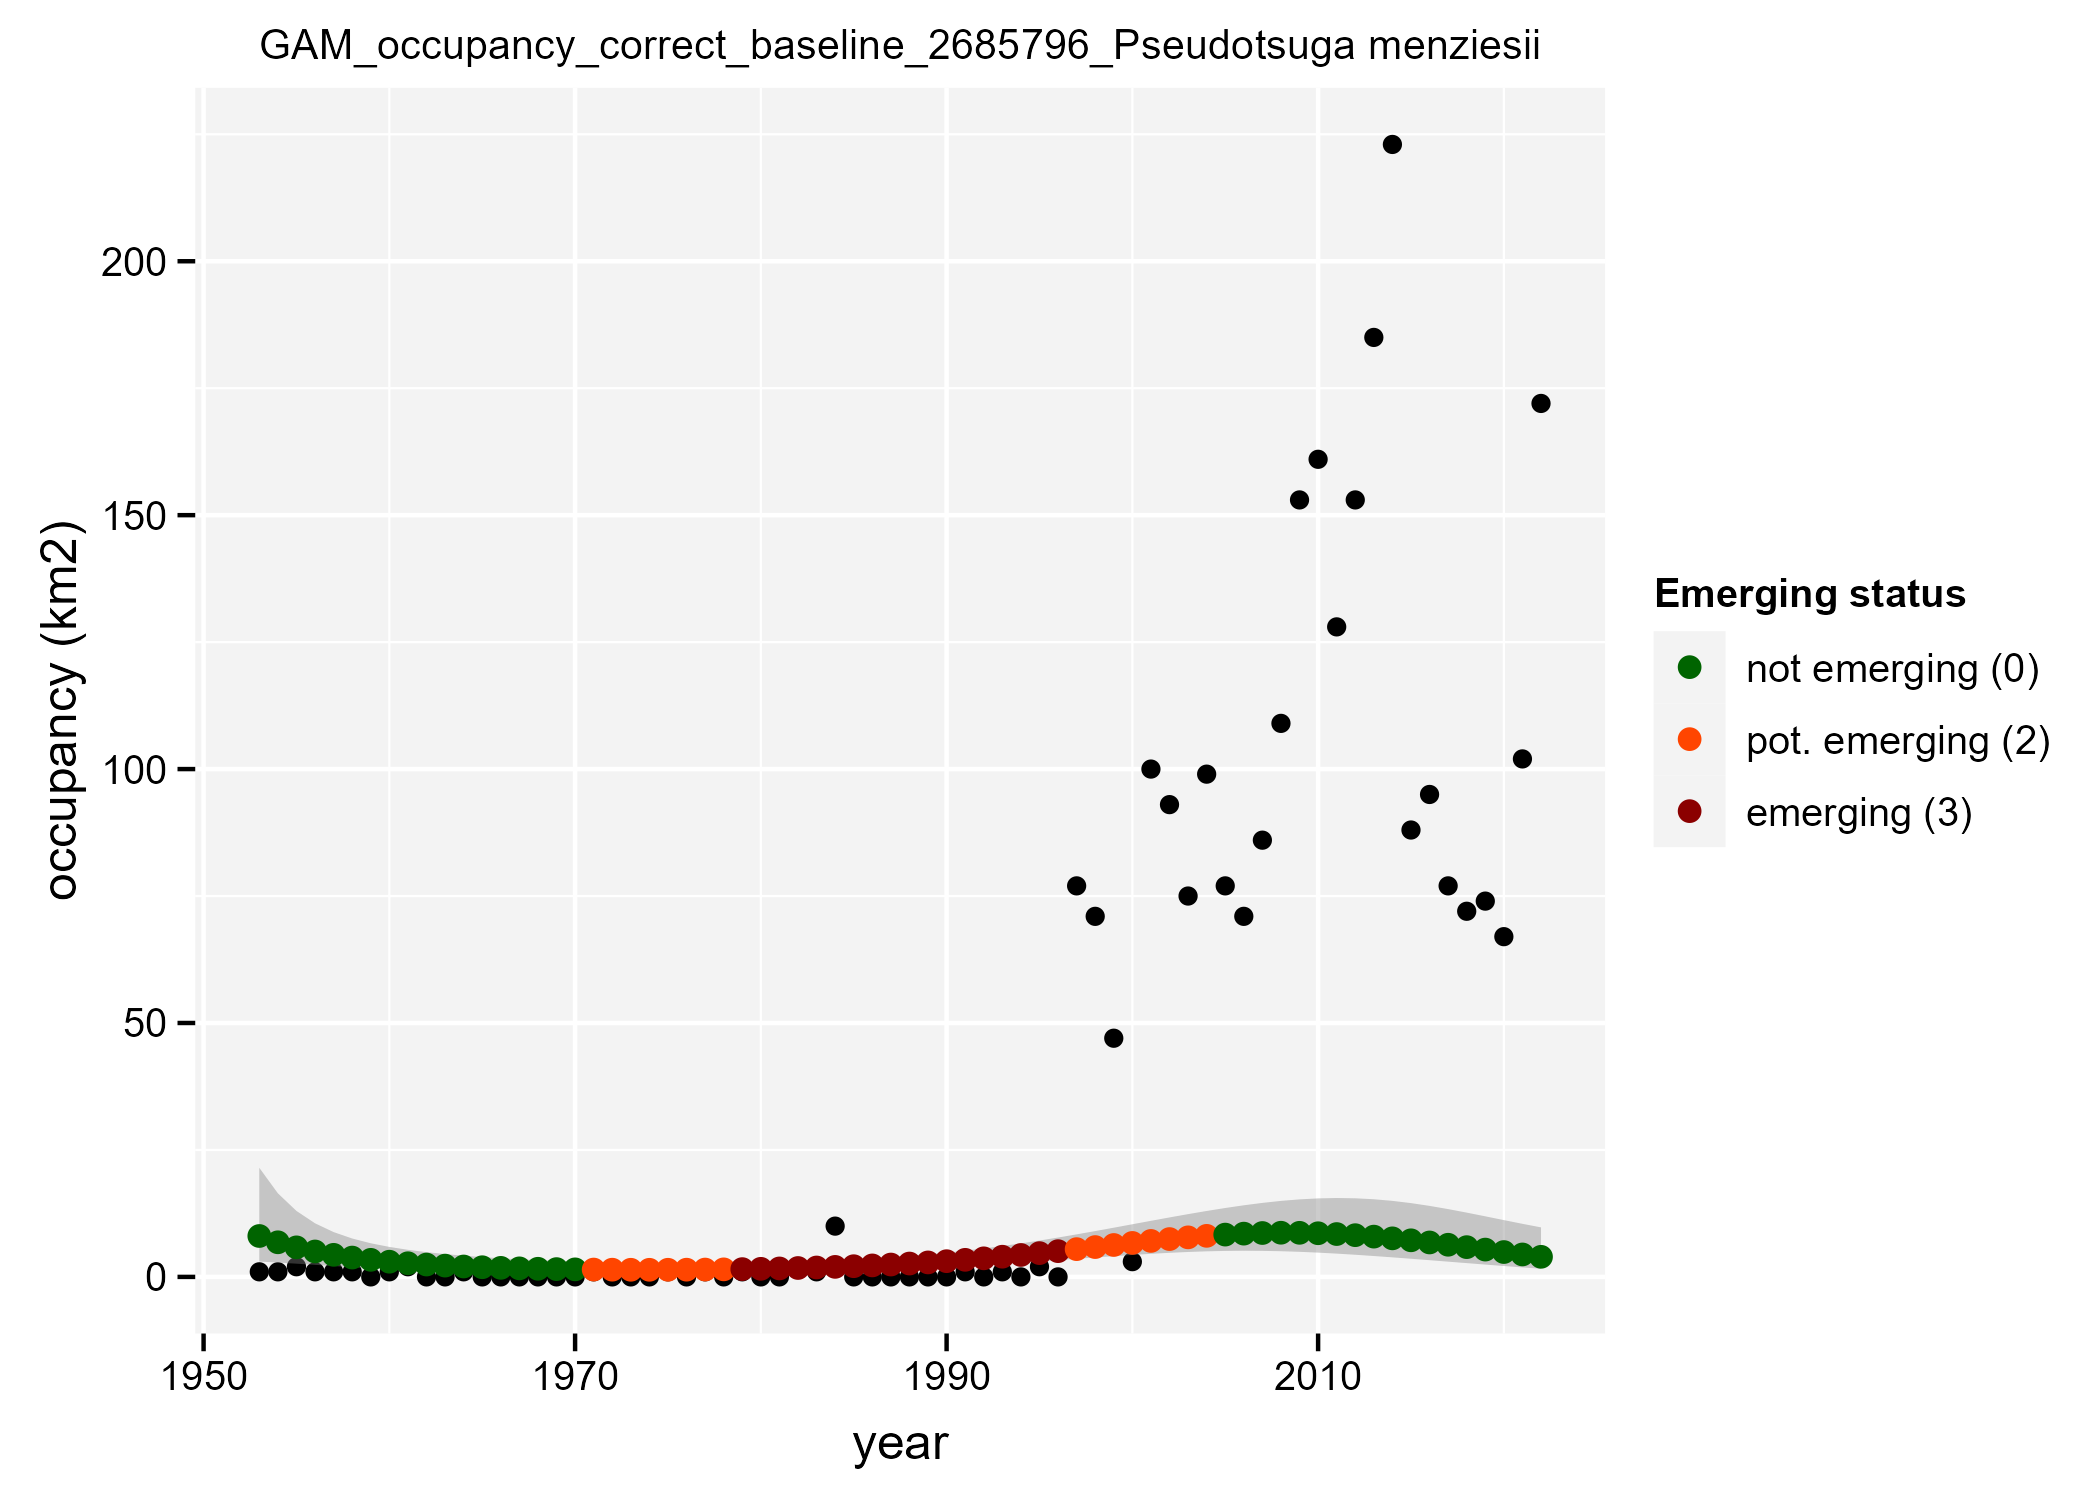 GAM_occupancy_correct_baseline_2685796_Pseudotsuga menziesii
occupancy (km2)
200
150
100
50
0
1950 1970 1990 2010
year
Emerging status
not emerging (0)
pot. emerging (2)
emerging (3)